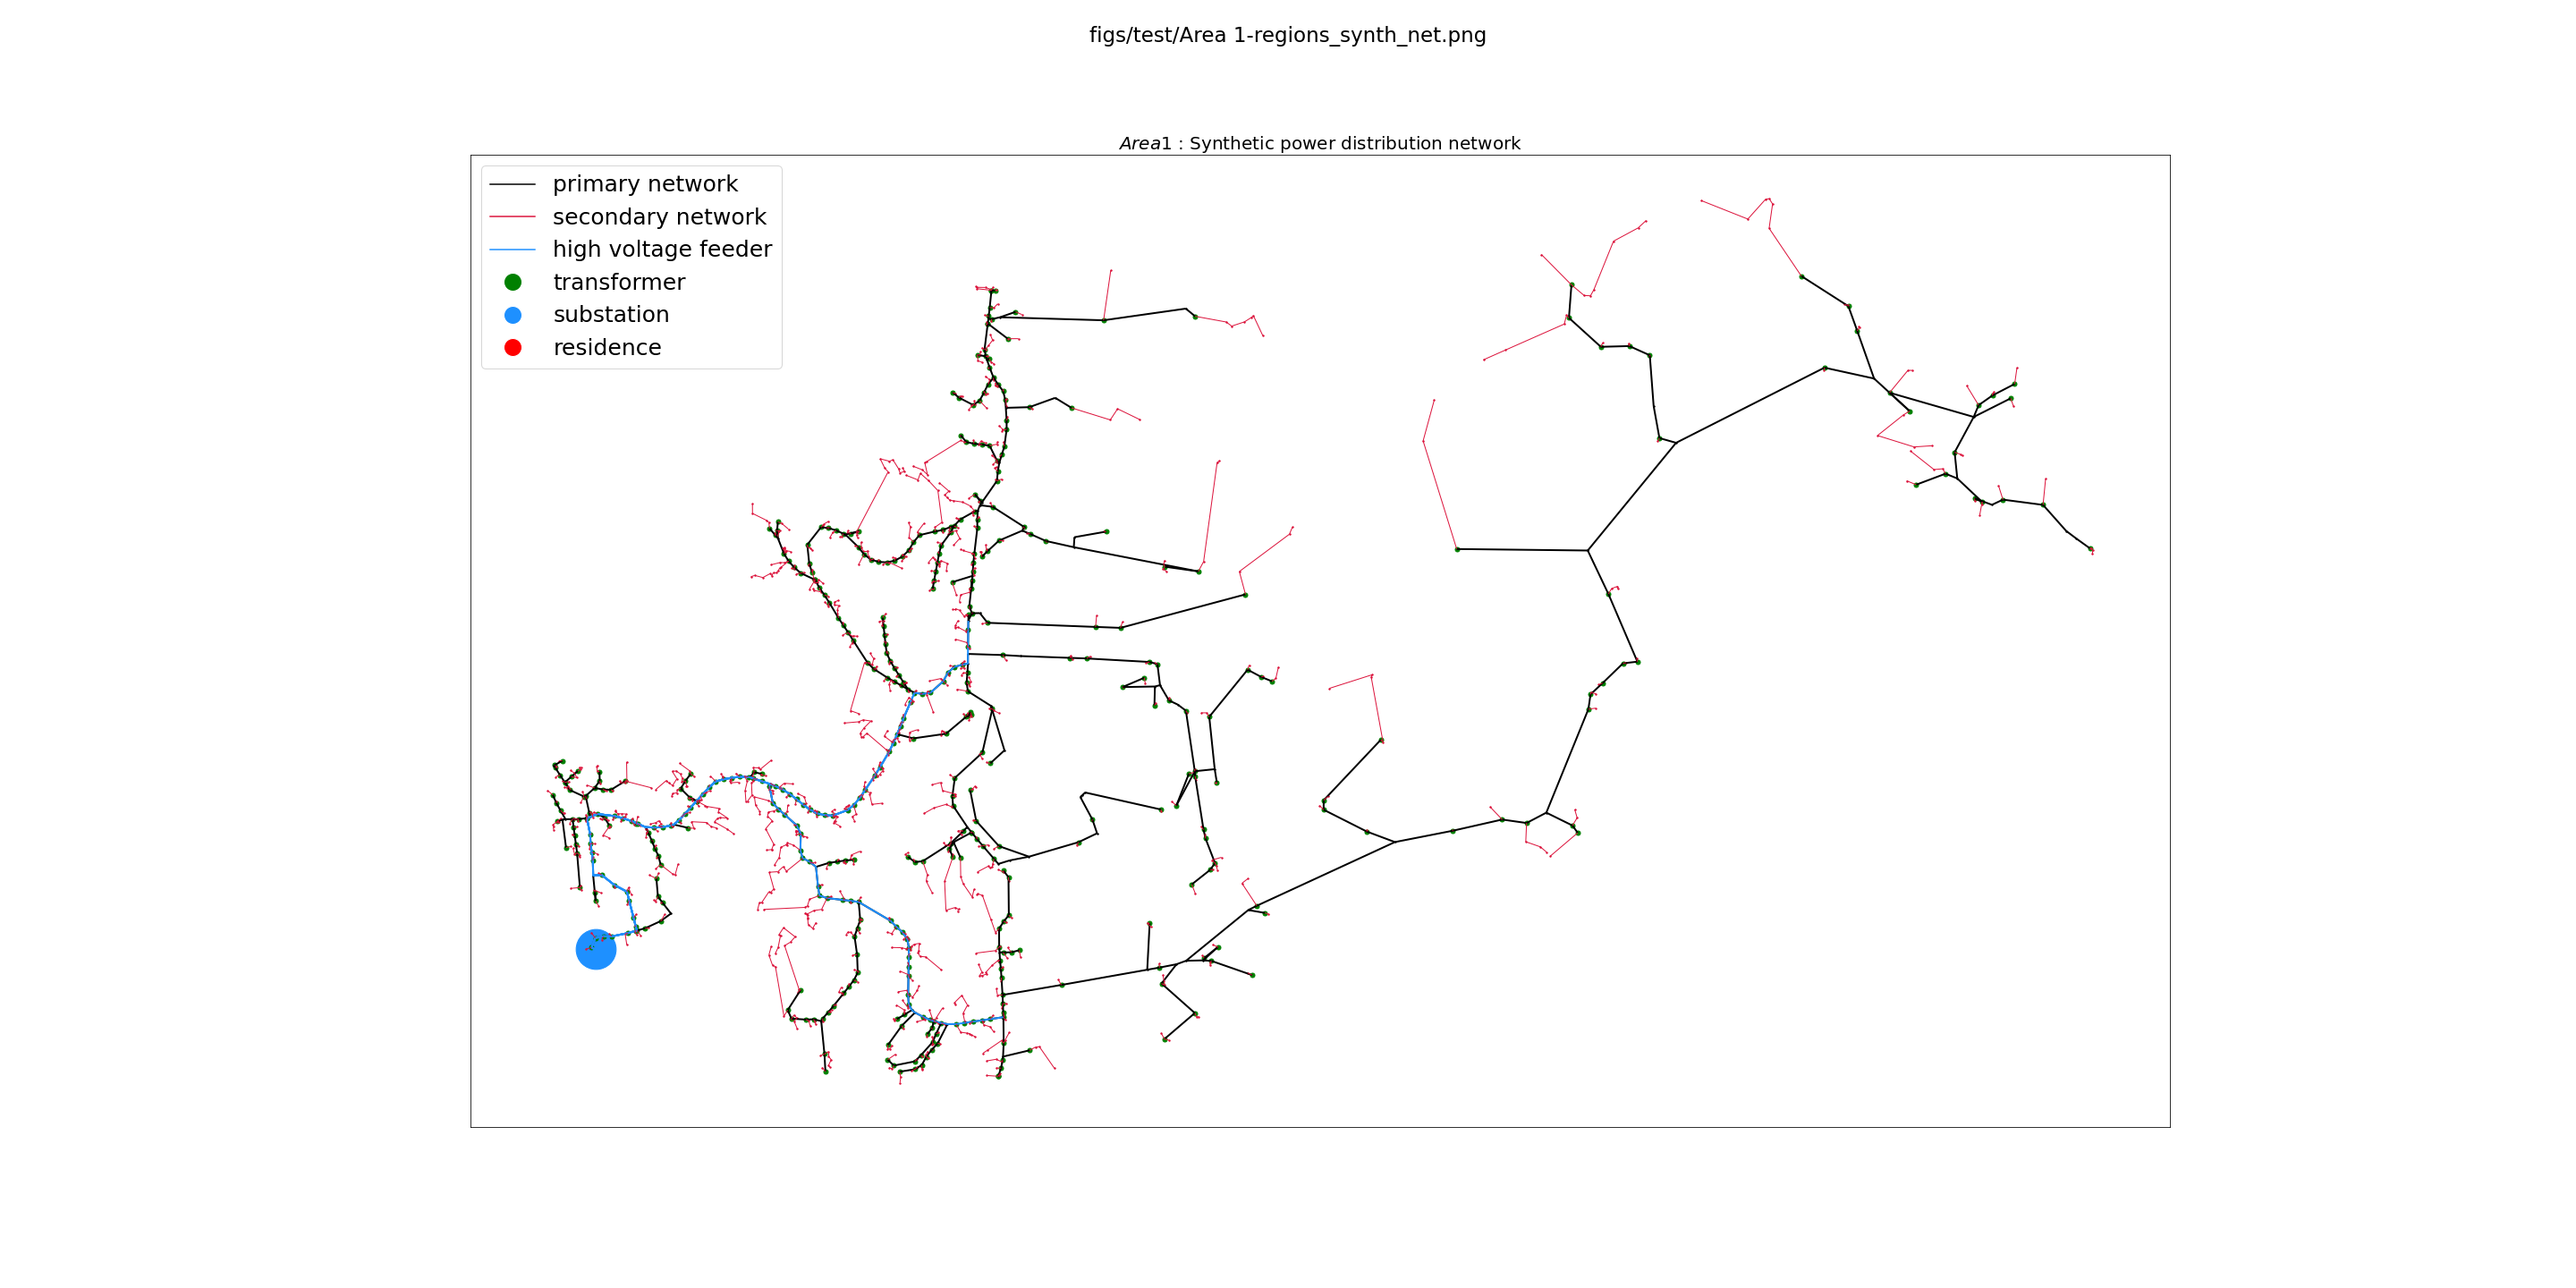 figs/test/Area 1-regions_synth_net.png
Area1 : Synthetic power distribution network
primary network
secondary network
high voltage feeder
transformer
substation
residence